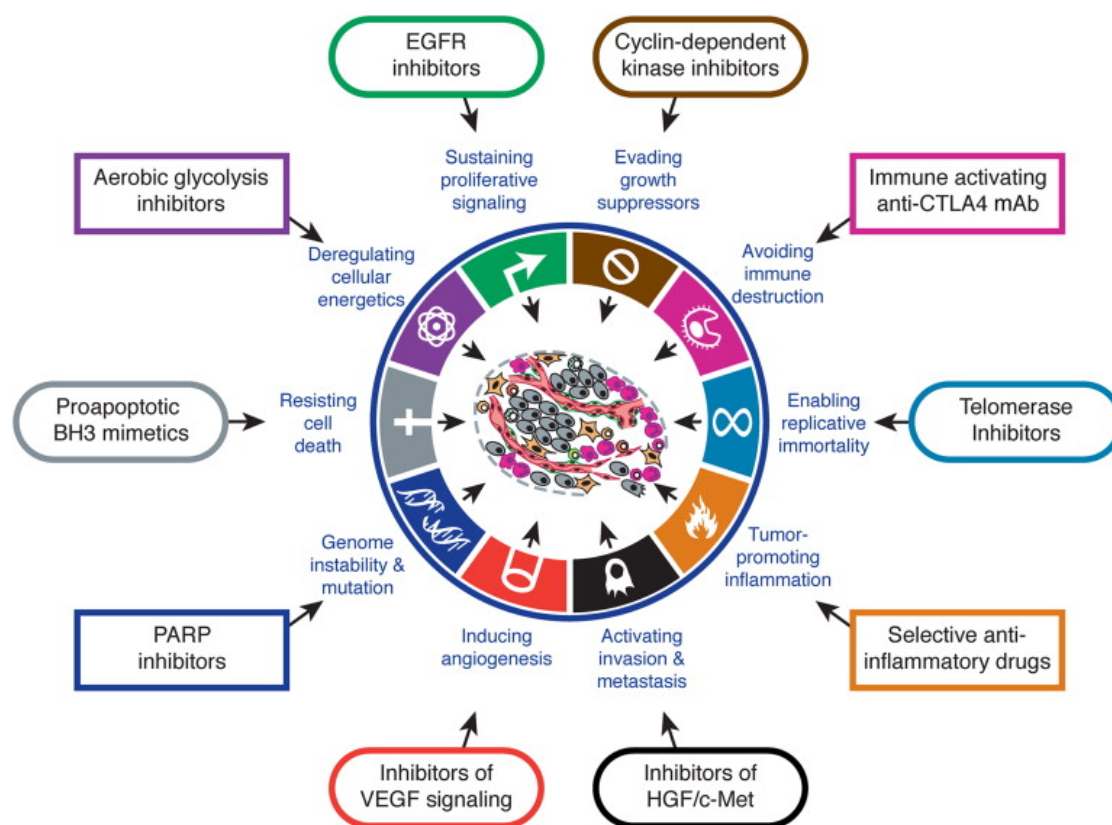 EGFR
inhibitors
Cyclin-dependent
kinase inhibitors
Sustaining
proliferative
signaling
Evading
growth
suppressors
Aerobic glycolysis
inhibitors
Immune activating
anti-CTLA4 mAb
Deregulating
cellular
energetics
Avoiding
immune
destruction
Proapoptotic
BH3 mimetics
Resisting
cell
death
Enabling
replicative
immortality
Telomerase
Inhibitors
Genome
instability &
mutation
Tumor-
promoting
inflammation
PARP
inhibitors
Inducing
angiogenesis
Activating
invasion &
metastasis
Selective anti-
inflammatory drugs
Inhibitors of
VEGF signaling
Inhibitors of
HGF/c-Met